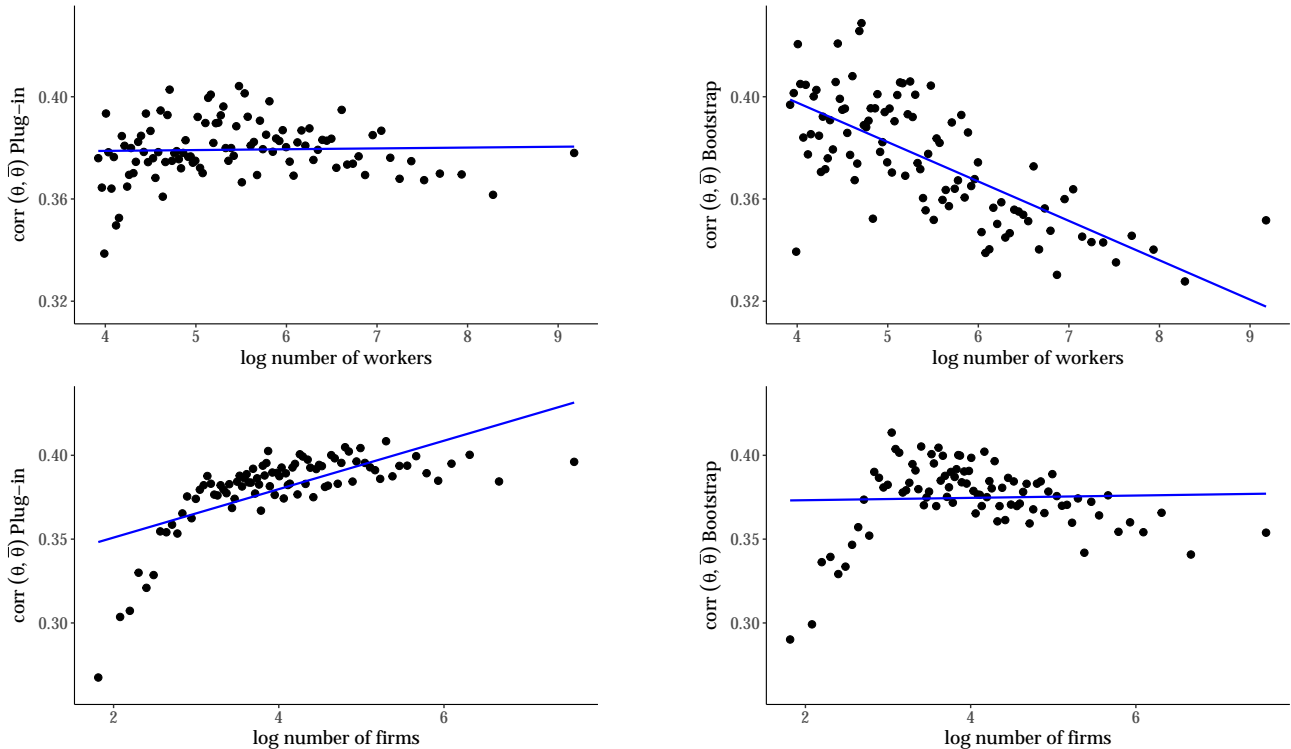 0.40
0.36
0.32
corr (θ, θ̅) Plug−in
4 5 6 7 8 9
log number of workers
0.40
0.36
0.32
corr (θ, θ̅) Bootstrap
4 5 6 7 8 9
log number of workers
0.40
0.35
0.30
corr (θ, θ̅) Plug−in
2 4 6
log number of firms
0.40
0.35
0.30
corr (θ, θ̅) Bootstrap
2 4 6
log number of firms